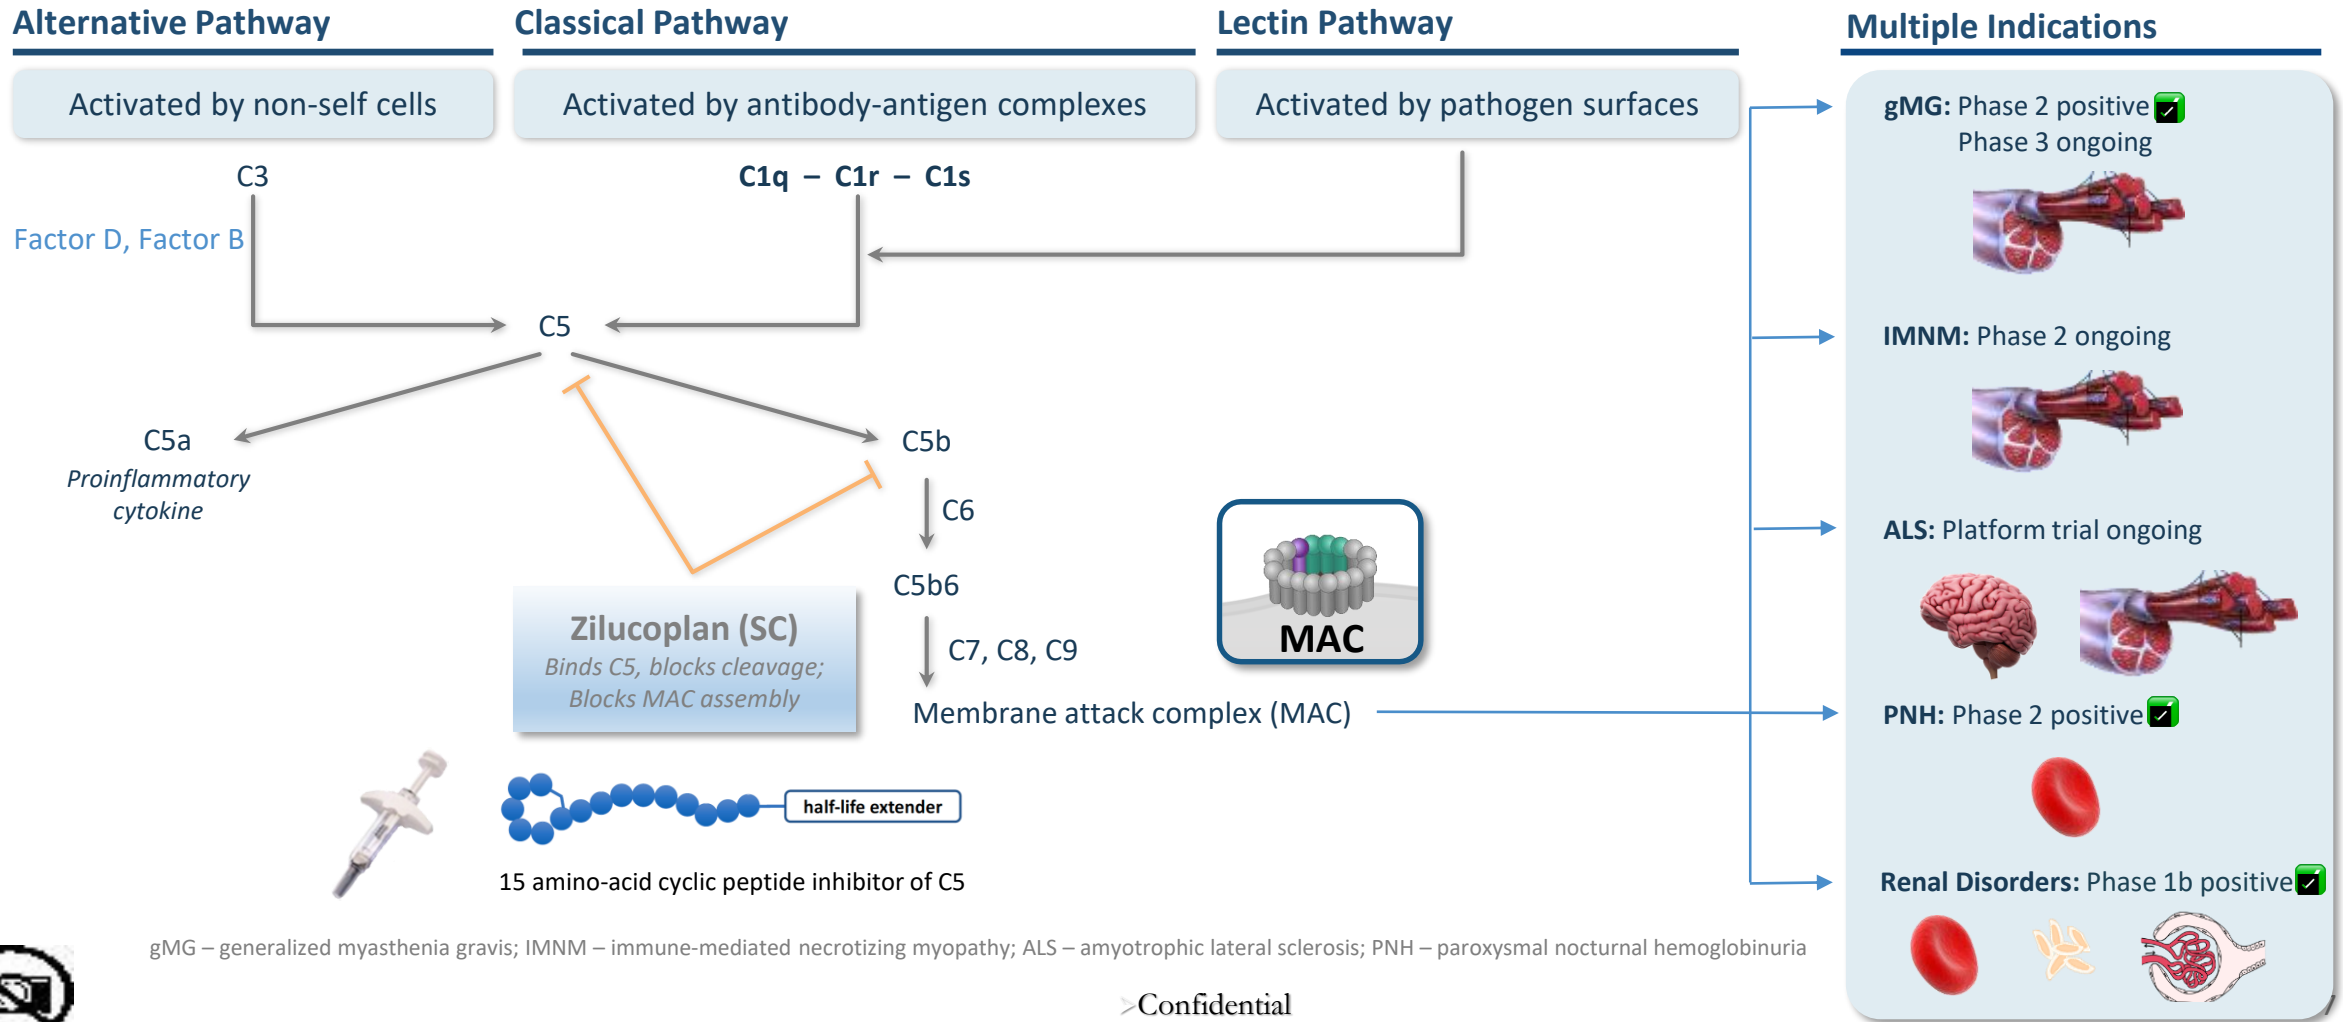 Alternative Pathway
Classical Pathway
Lectin Pathway
Multiple Indications
Activated by non-self cells
Activated by antibody-antigen complexes
Activated by pathogen surfaces
C3
C1q – C1r – C1s
Factor D, Factor B
C5
C5a
Proinflammatory
cytokine
C5b
C6
C5b6
C7, C8, C9
Membrane attack complex (MAC)
MAC
Zilucoplan (SC)
Binds C5, blocks cleavage;
Blocks MAC assembly
half-life extender
15 amino-acid cyclic peptide inhibitor of C5
gMG: Phase 2 positive
Phase 3 ongoing
IMNM: Phase 2 ongoing
ALS: Platform trial ongoing
PNH: Phase 2 positive
Renal Disorders: Phase 1b positive
gMG – generalized myasthenia gravis; IMNM – immune-mediated necrotizing myopathy; ALS – amyotrophic lateral sclerosis; PNH – paroxysmal nocturnal hemoglobinuria
➢Confidential
7